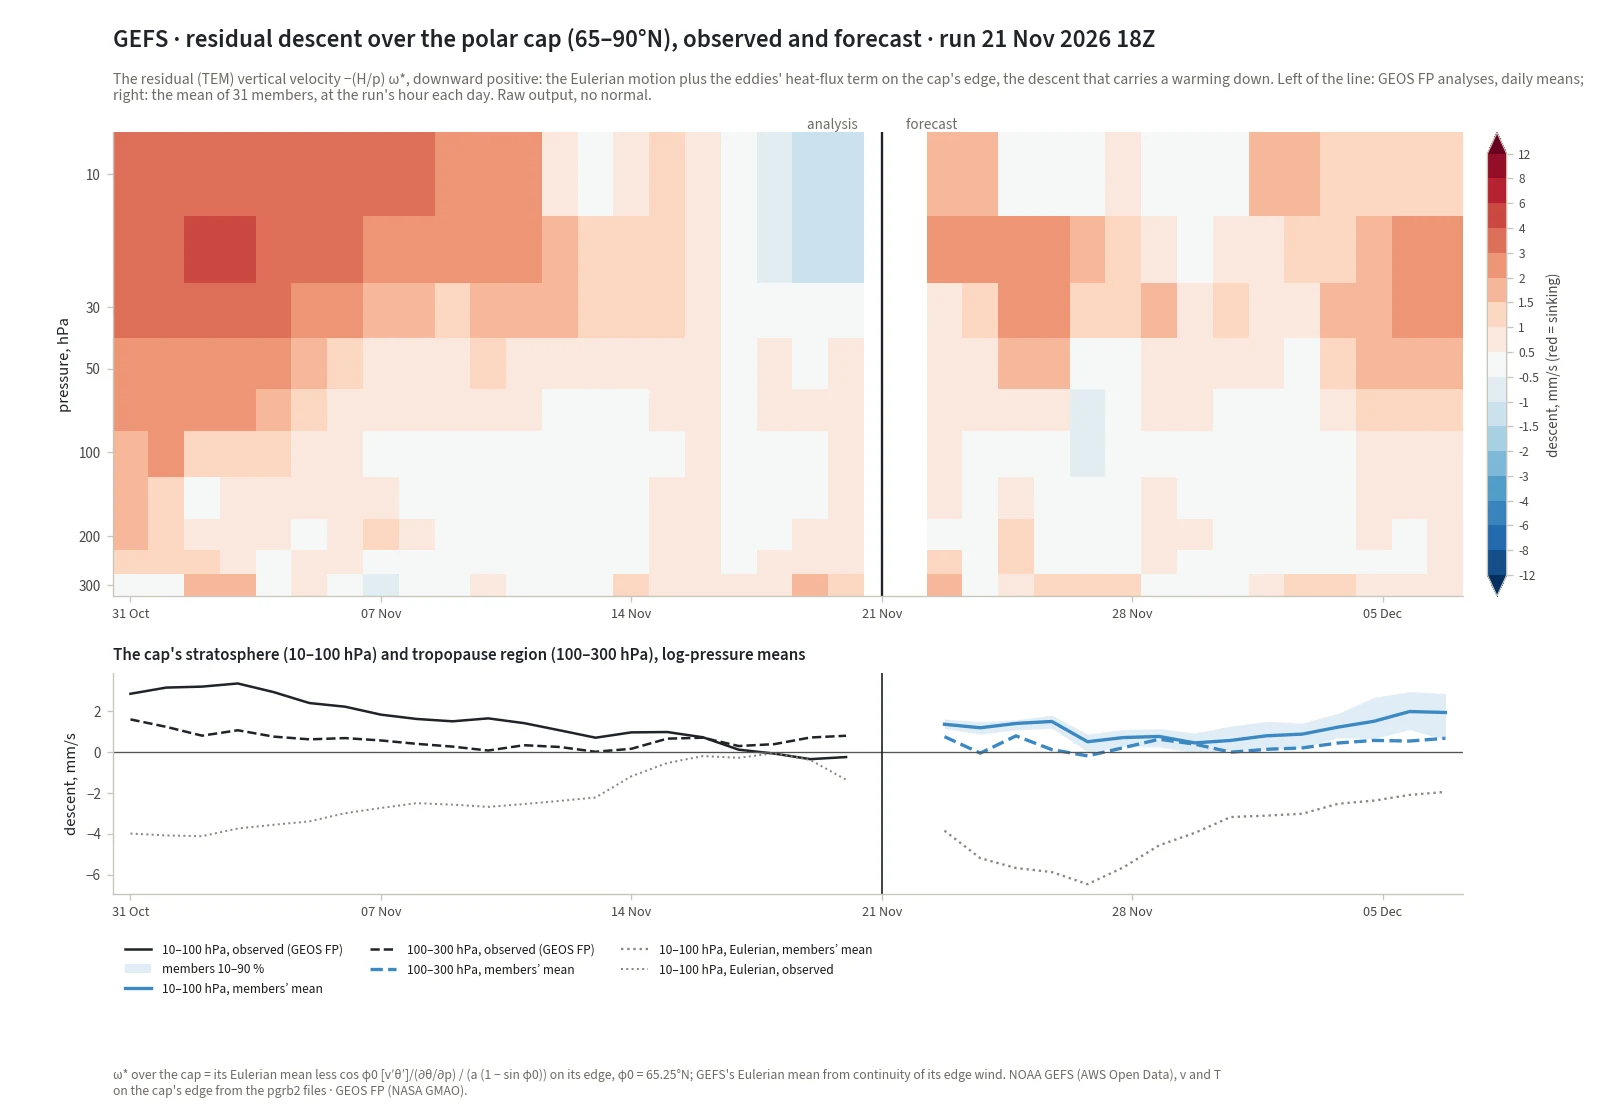 GEFS · residual descent over the polar cap (65–90°N), observed and forecast · run 21 Nov 2026 18Z
The residual (TEM) vertical velocity −(H/p) ω*, downward positive: the Eulerian motion plus the eddies' heat-flux term on the cap's edge, the descent that carries a warming down. Left of the line: GEOS FP analyses, daily means;
right: the mean of 31 members, at the run's hour each day. Raw output, no normal.
analysis forecast
10
30
50
100
200
300
pressure, hPa
31 Oct 07 Nov 14 Nov 21 Nov 28 Nov 05 Dec
12
8
6
4
3
2
1.5
1
0.5
-0.5
-1
-1.5
-2
-3
-4
-6
-8
-12
descent, mm/s (red = sinking)
The cap's stratosphere (10–100 hPa) and tropopause region (100–300 hPa), log-pressure means
2
0
−2
−4
−6
descent, mm/s
31 Oct 07 Nov 14 Nov 21 Nov 28 Nov 05 Dec
10–100 hPa, observed (GEOS FP) 100–300 hPa, observed (GEOS FP) 10–100 hPa, Eulerian, members’ mean
members 10–90 % 100–300 hPa, members’ mean 10–100 hPa, Eulerian, observed
10–100 hPa, members’ mean
ω* over the cap = its Eulerian mean less cos φ0 [v′θ′]/(∂θ/∂p) / (a (1 − sin φ0)) on its edge, φ0 = 65.25°N; GEFS's Eulerian mean from continuity of its edge wind. NOAA GEFS (AWS Open Data), v and T
on the cap's edge from the pgrb2 files · GEOS FP (NASA GMAO).